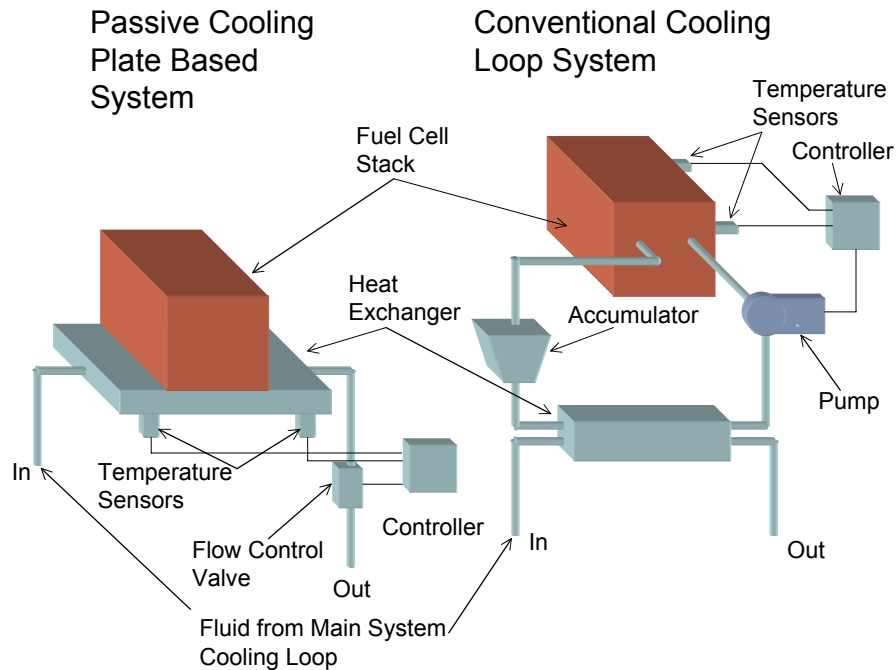 Passive Cooling
Plate Based
System
Conventional Cooling
Loop System
Temperature
Sensors
Controller
Fuel Cell
Stack
Heat
Exchanger
Accumulator
Pump
In
Temperature
Sensors
Controller
In
Out
Flow Control
Valve
Out
Fluid from Main System
Cooling Loop